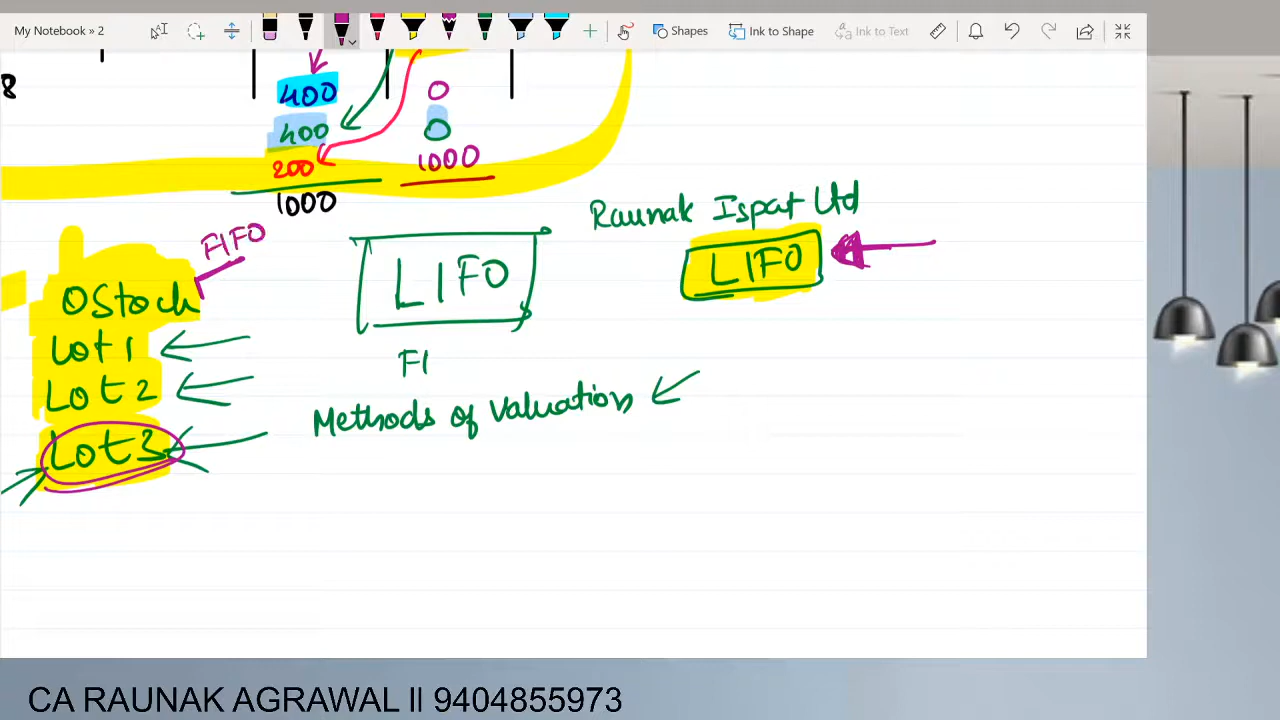 My Notebook » 2
Shapes
Ink to Shape
Ink to Text
8
400 0
400 0
200 1000
1000
FIFO
Raunak Ispat Ltd
LIFO
LIFO
OStock
Lot 1
Lot 2
Lot 3
FI
Methods of Valuation
CA RAUNAK AGRAWAL II 9404855973